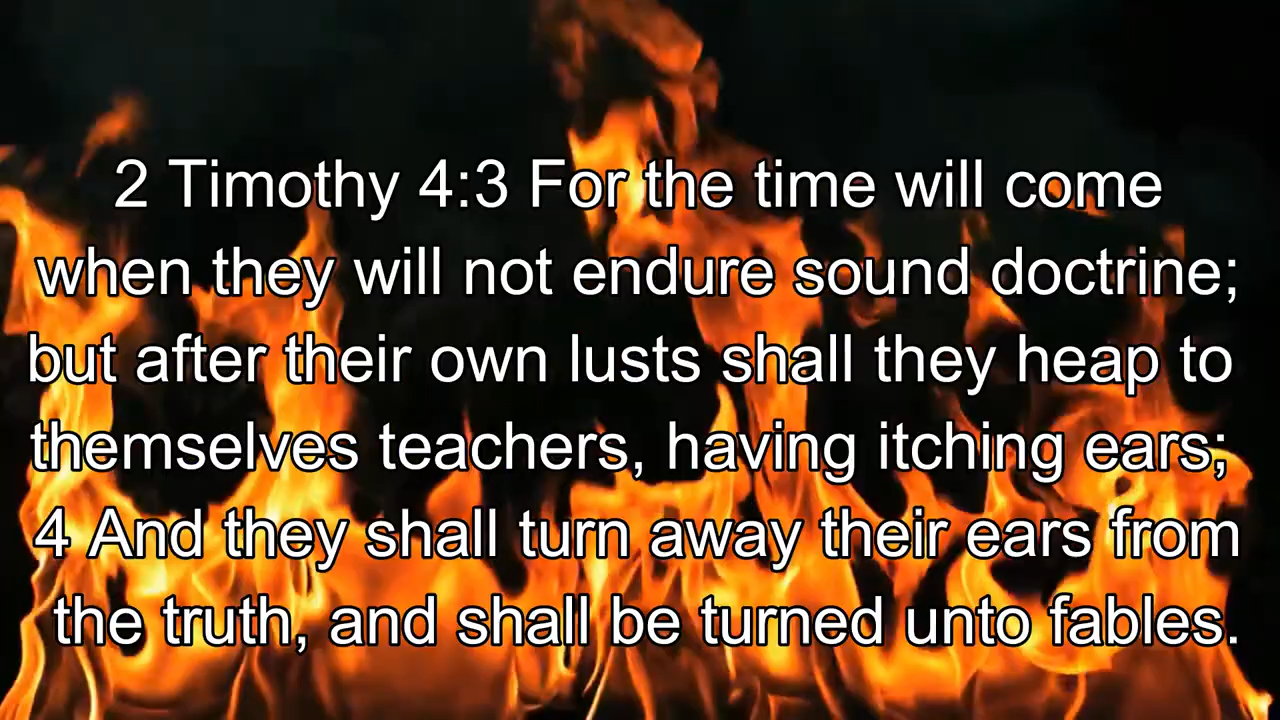 2 Timothy 4:3 For the time will come
when they will not endure sound doctrine;
but after their own lusts shall they heap to
themselves teachers, having itching ears;
4 And they shall turn away their ears from
the truth, and shall be turned unto fables.